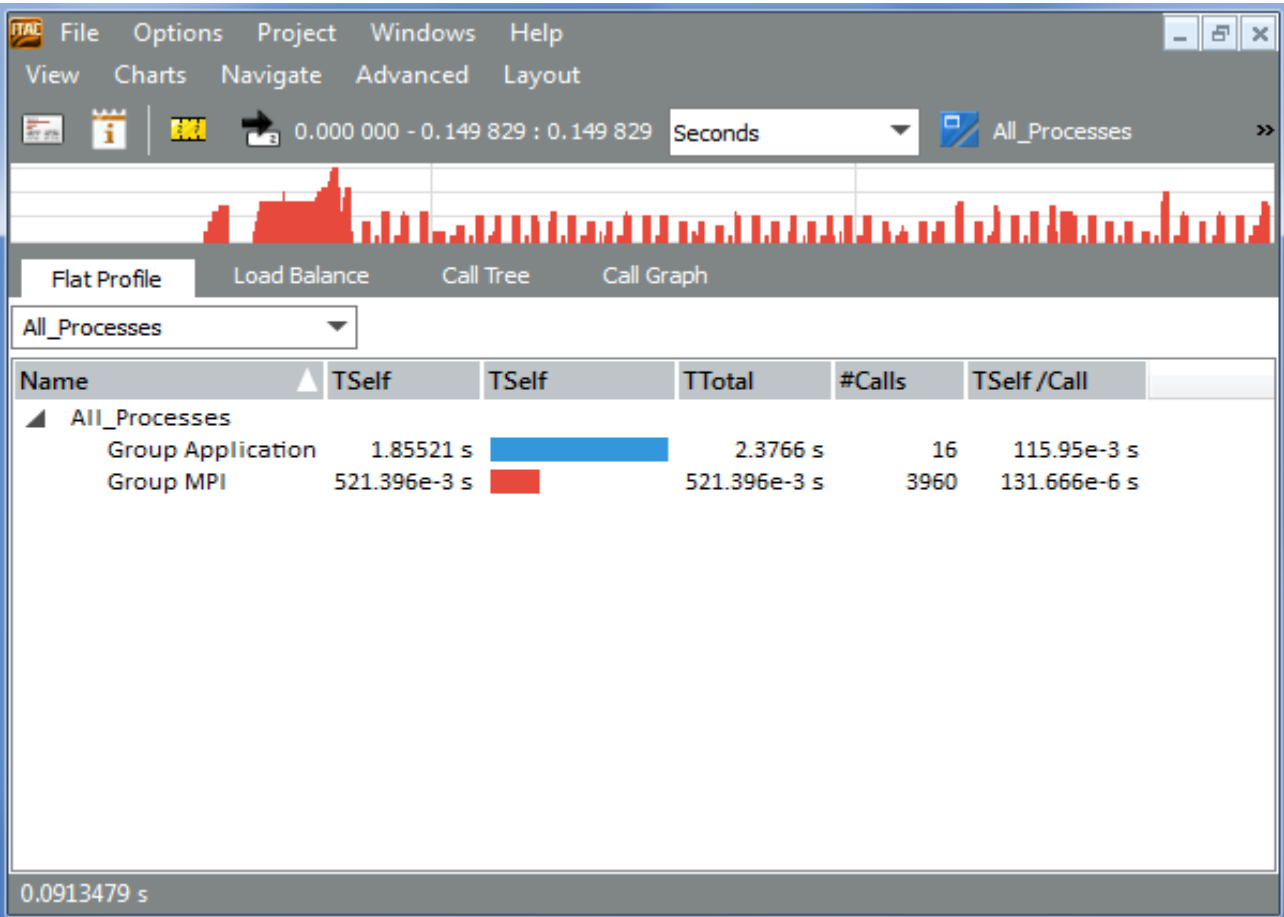 ITAC File Options Project Windows Help
View Charts Navigate Advanced Layout
0.000 000 - 0.149 829 : 0.149 829 Seconds All_Processes »
Flat Profile Load Balance Call Tree Call Graph
All_Processes
Name TSelf TSelf TTotal #Calls TSelf /Call
All_Processes
Group Application 1.85521 s 2.3766 s 16 115.95e-3 s
Group MPI 521.396e-3 s 521.396e-3 s 3960 131.666e-6 s
0.0913479 s